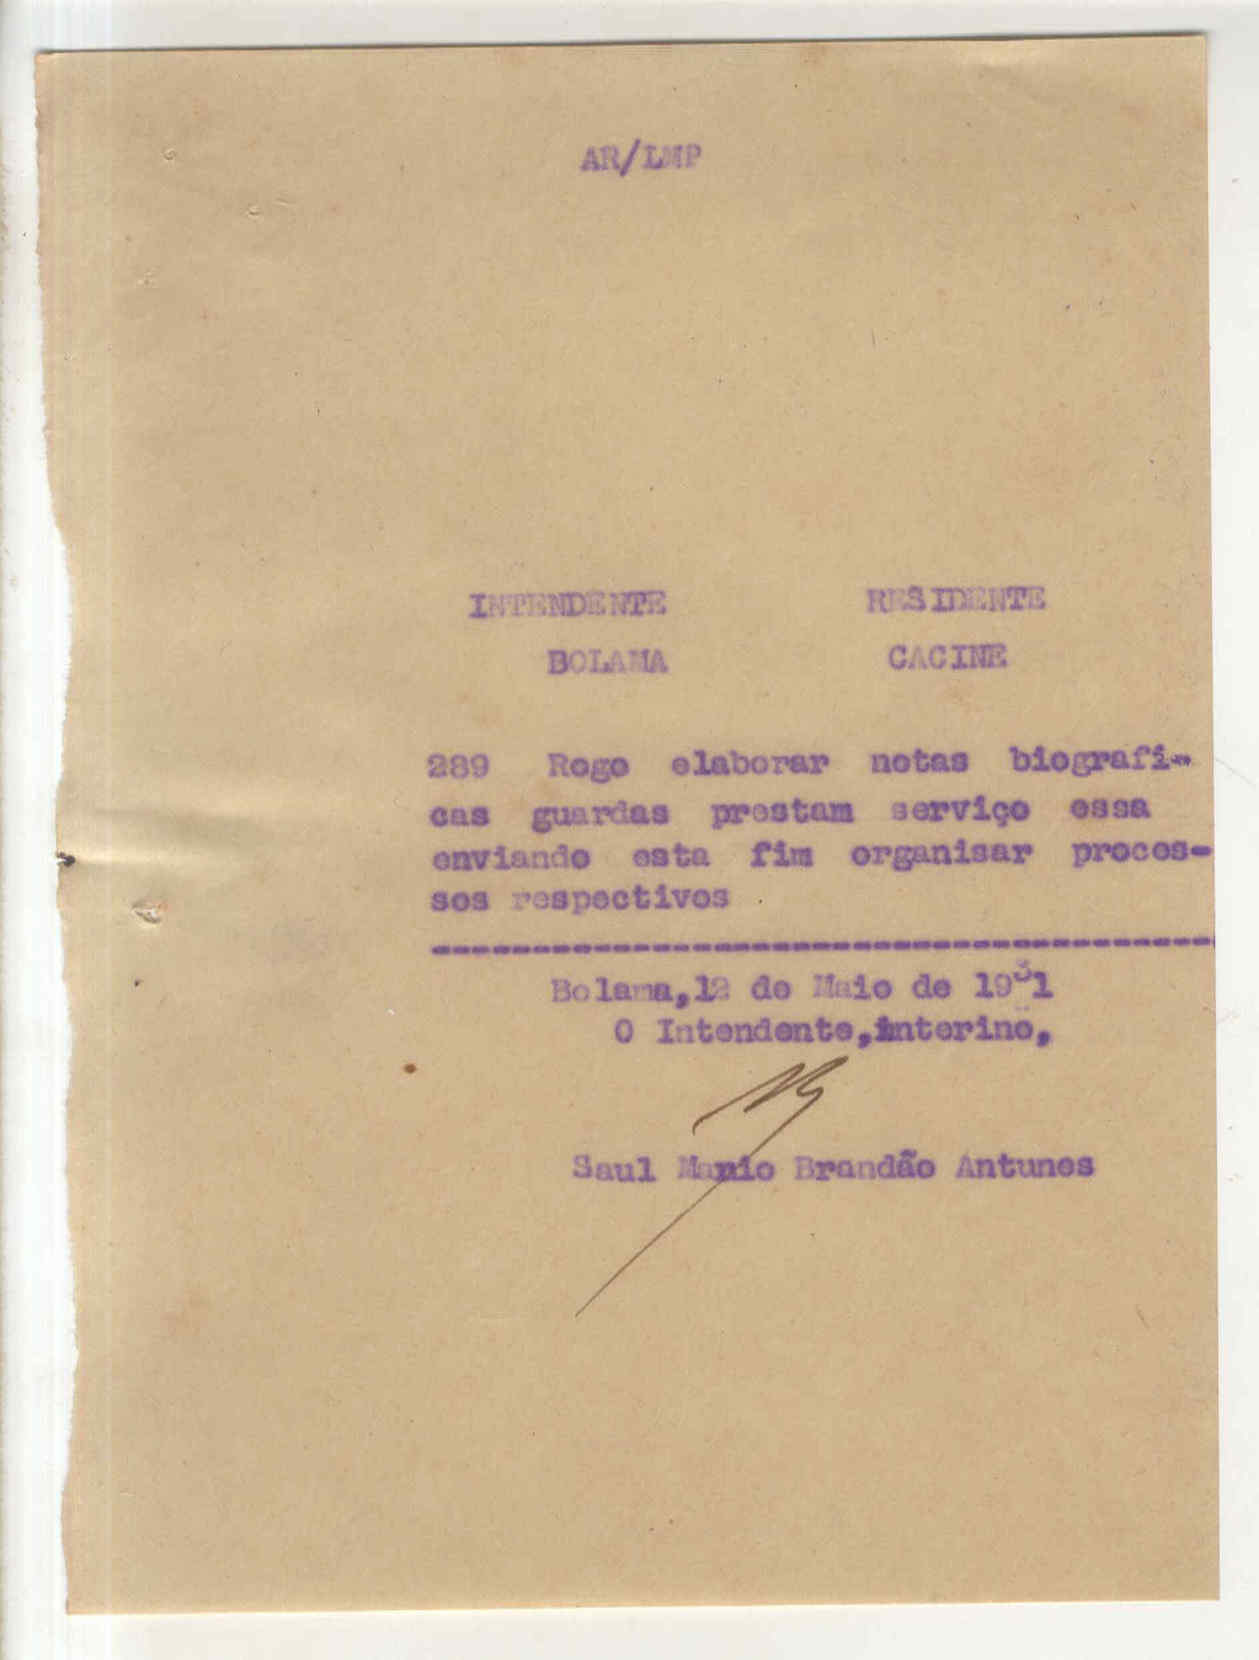 AR/LMP
INTENDENTE RESIDENTE
BOLAMA CACINE
289 Rogo elaborar notas biografi-
cas guardas prestam serviço essa
enviando esta fim organisar proces-
sos respectivos
----------------------------------------
Bolama,12 de Maio de 1931
O Intendente,interino,
Saul Manio Brandão Antunes